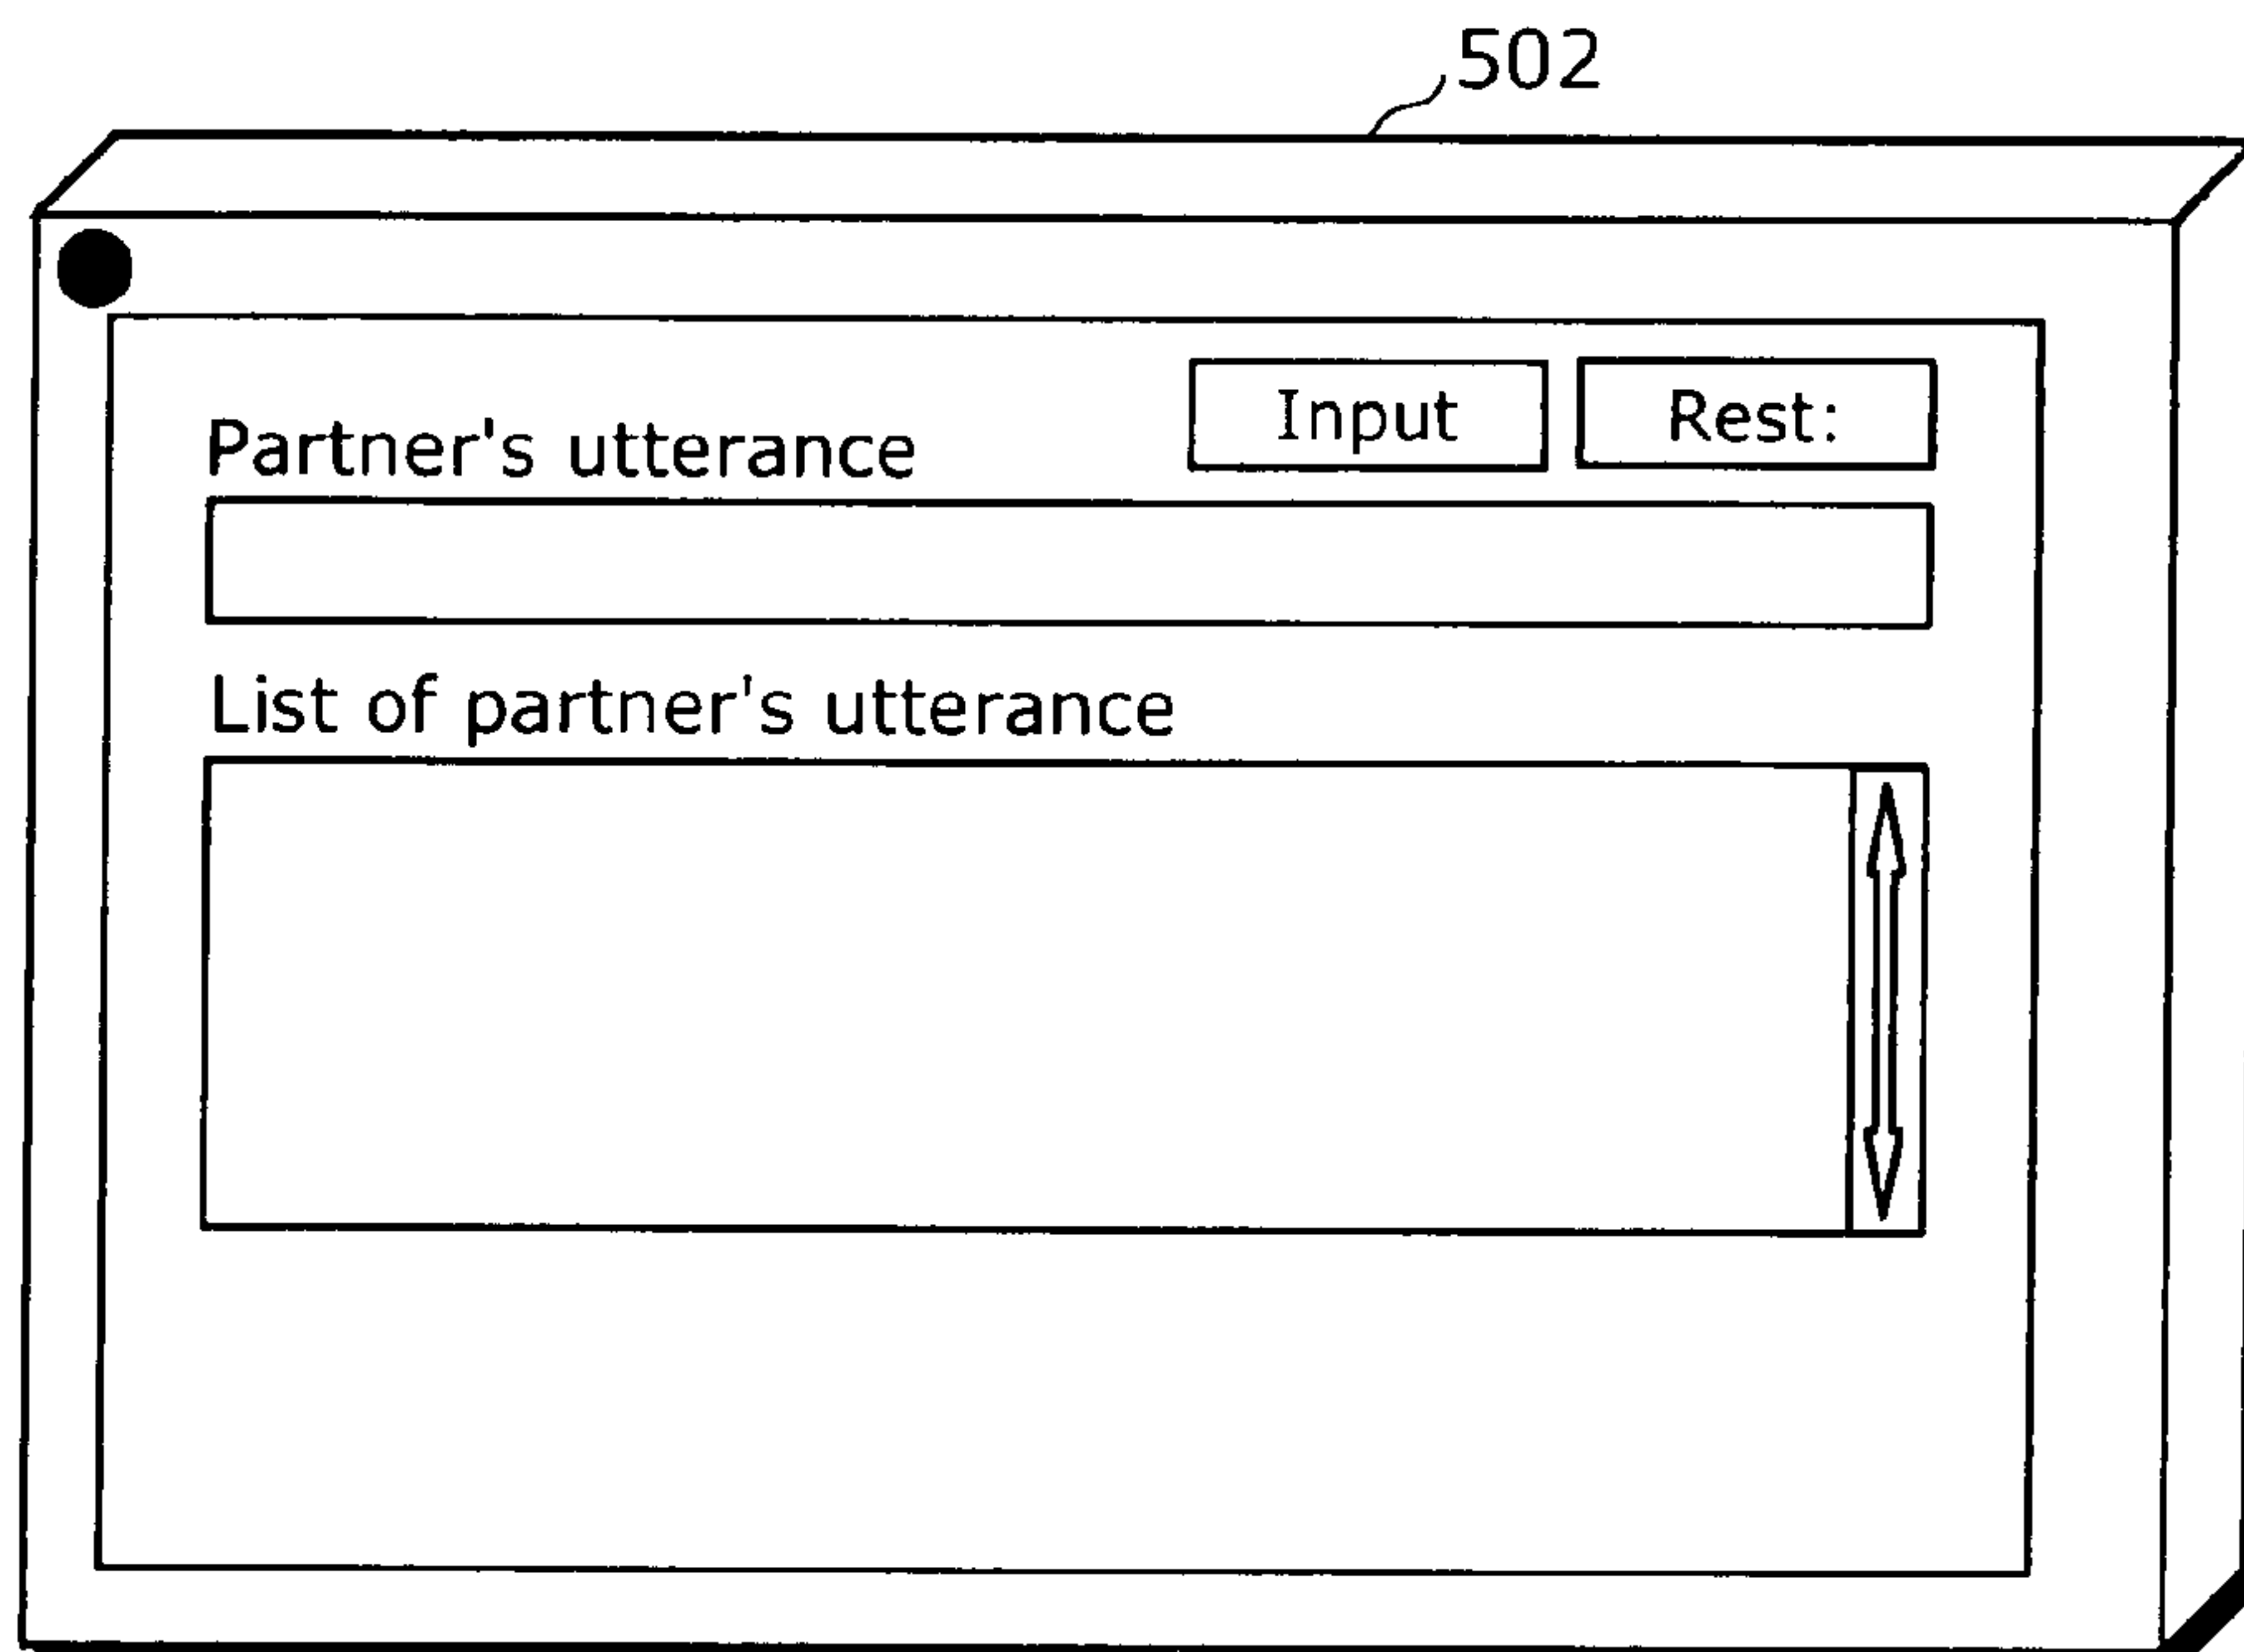 502
Input
Rest:
Partner's utterance
List of partner's utterance